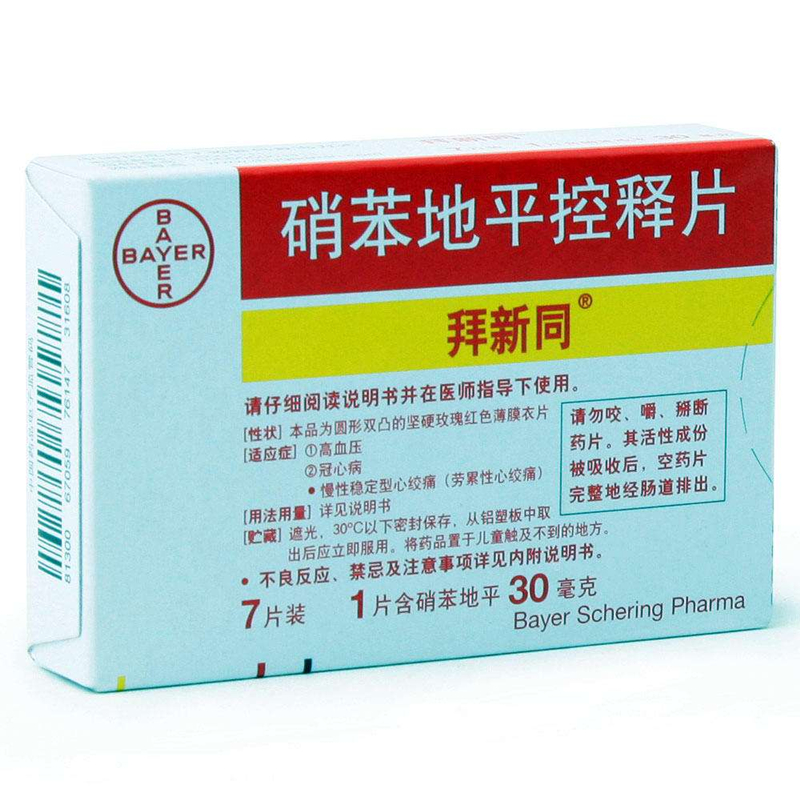 BAYER
BAYER
硝苯地平控释片
拜新同®
请仔细阅读说明书并在医师指导下使用。
[性状] 本品为圆形双凸的坚硬玫瑰红色薄膜衣片
[适应症] ①高血压
②冠心病
• 慢性稳定型心绞痛(劳累性心绞痛)
[用法用量] 详见说明书
[贮藏] 遮光,30°C以下密封保存,从铝塑板中取
出后应立即服用。将药品置于儿童触及不到的地方。
• 不良反应、禁忌及注意事项详见内附说明书。
请勿咬、嚼、掰断
药片。其活性成份
被吸收后,空药片
完整地经肠道排出。
7片装 1片含硝苯地平 30 毫克
Bayer Schering Pharma
81300 67059 76147 31608